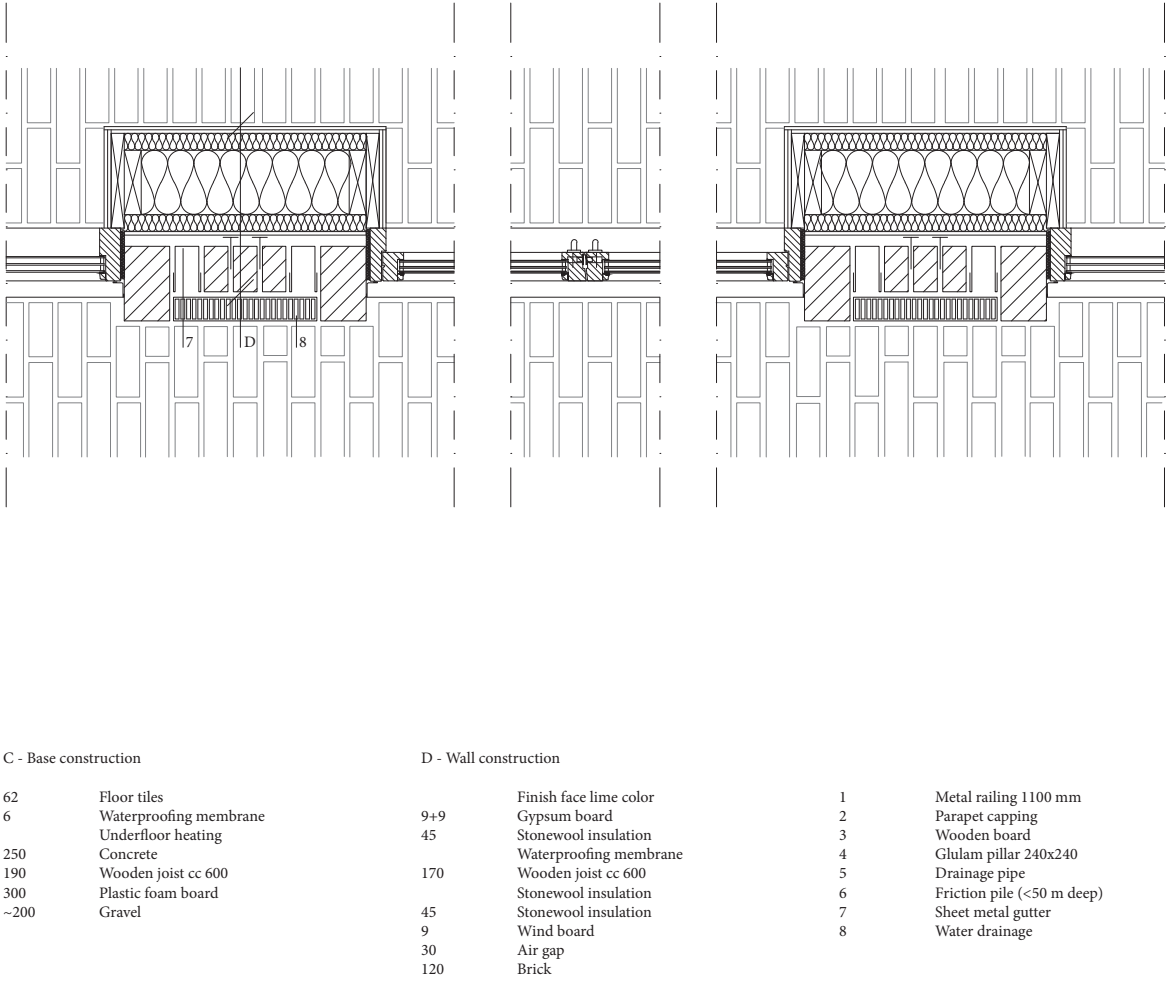 7 D 8
C - Base construction
62 Floor tiles
6 Waterproofing membrane
Underfloor heating
250 Concrete
190 Wooden joist cc 600
300 Plastic foam board
~200 Gravel
D - Wall construction
Finish face lime color
9+9 Gypsum board
45 Stonewool insulation
Waterproofing membrane
170 Wooden joist cc 600
Stonewool insulation
45 Stonewool insulation
9 Wind board
30 Air gap
120 Brick
1 Metal railing 1100 mm
2 Parapet capping
3 Wooden board
4 Glulam pillar 240x240
5 Drainage pipe
6 Friction pile (<50 m deep)
7 Sheet metal gutter
8 Water drainage